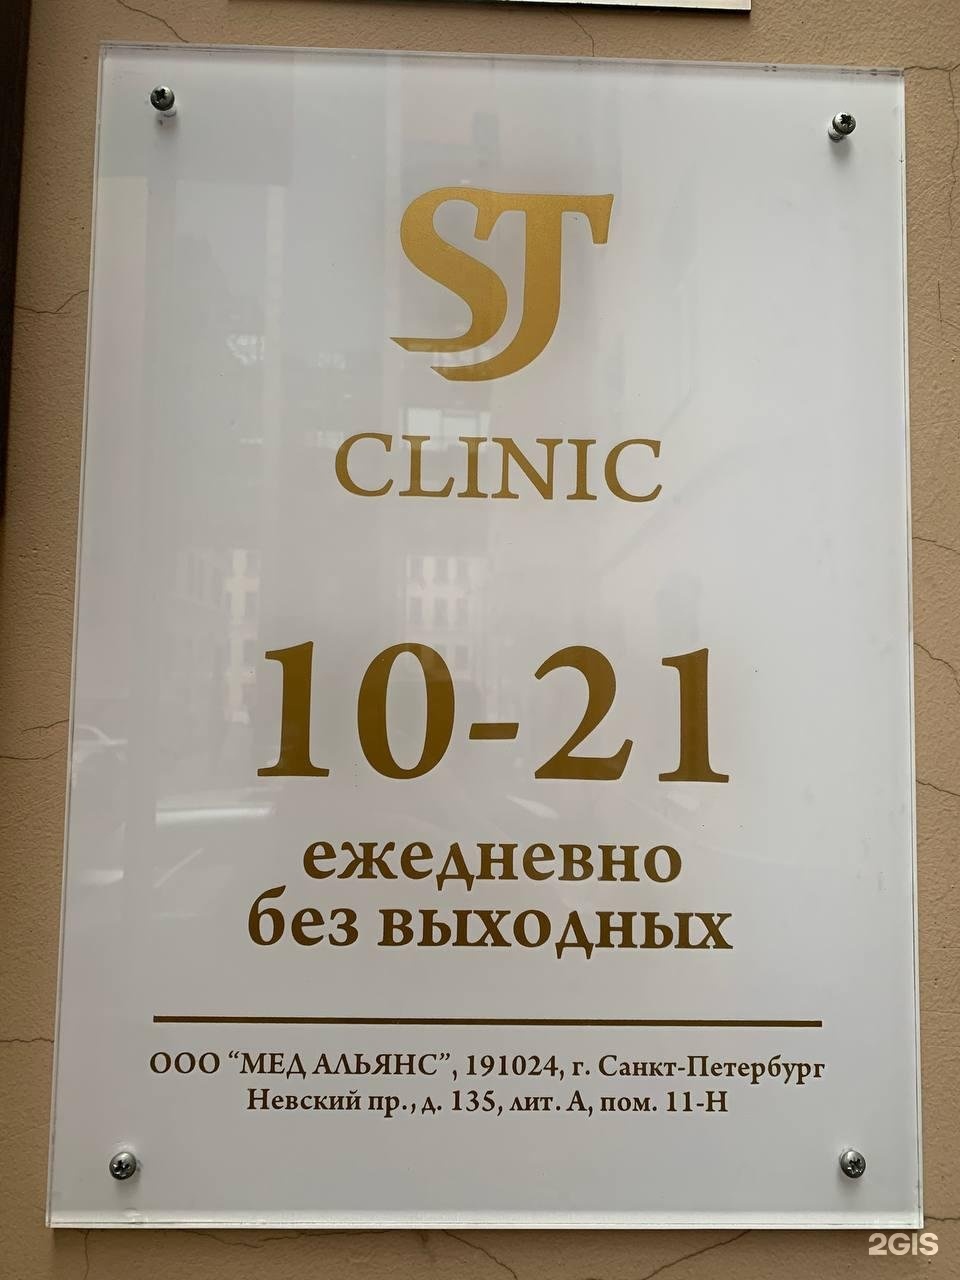 ST
CLINIC
10-21
ежедневно
без выходных
ООО “МЕД АЛЬЯНС”, 191024, г. Санкт-Петербург
Невский пр., д. 135, лит. А, пом. 11-Н
2GIS